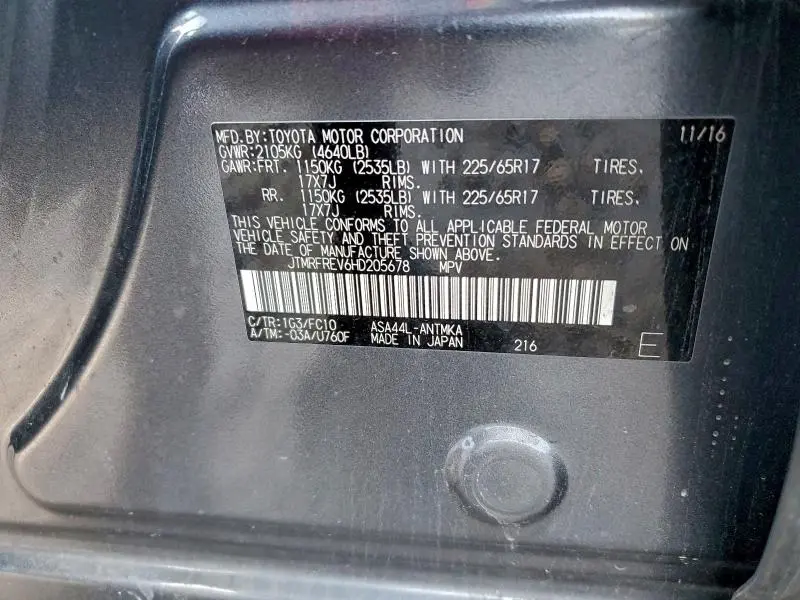 MFD.BY:TOYOTA MOTOR CORPORATION 11/16
GVWR:2105KG (4640LB)
GAWR:FRT. 1150KG (2535LB) WITH 225/65R17 TIRES.
17X7J RIMS.
RR. 1150KG (2535LB) WITH 225/65R17 TIRES.
17X7J RIMS.
THIS VEHICLE CONFORMS TO ALL APPLICABLE FEDERAL MOTOR
VEHICLE SAFETY AND THEFT PREVENTION STANDARDS IN EFFECT ON
THE DATE OF MANUFACTURE SHOWN ABOVE.
JTMRFREV6HD205678 MPV
C/TR:1G3/FC10 ASA44L-ANTMKA
A/TM:-03A/U760F MADE IN JAPAN 216 E